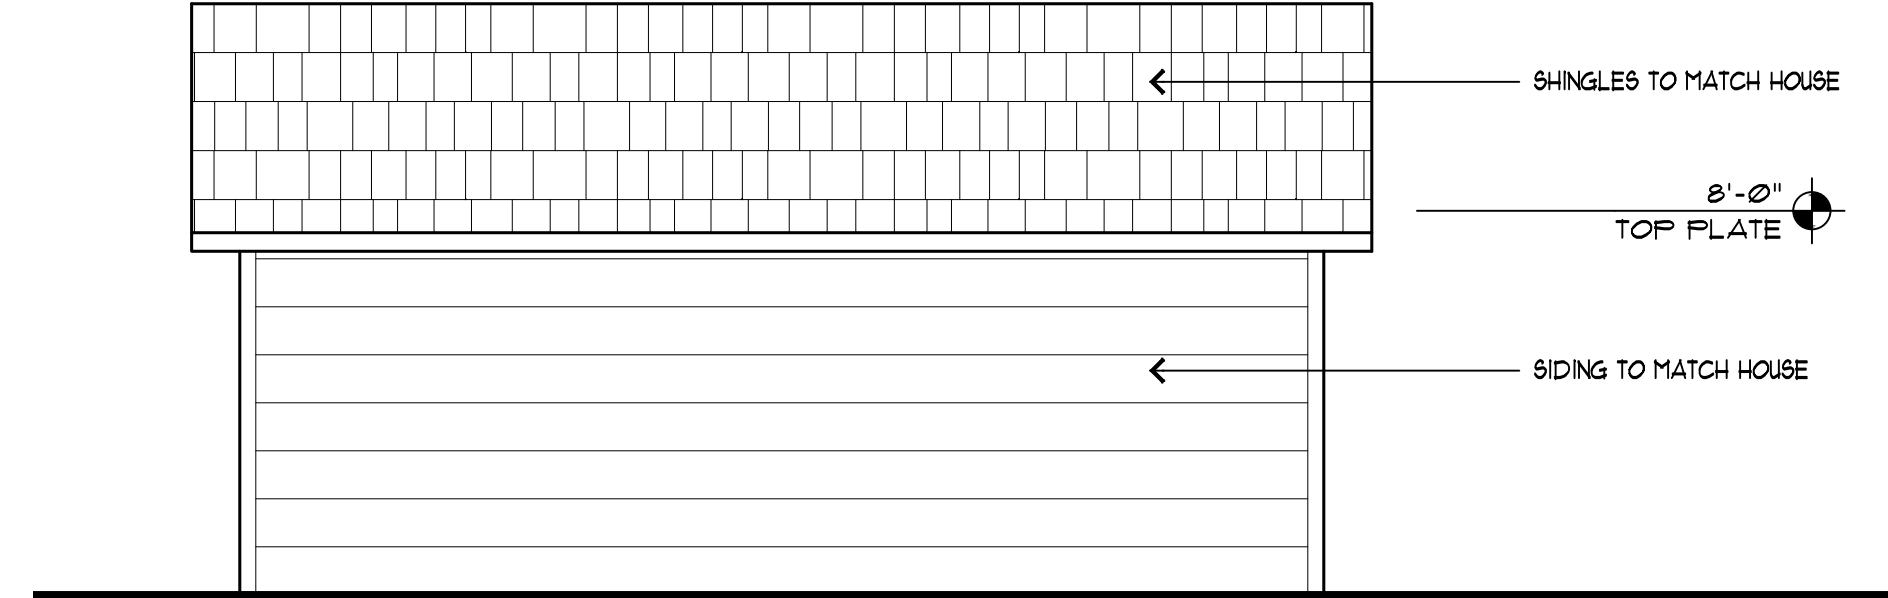 SHINGLES TO MATCH HOUSE
8'-0"
TOP PLATE
SIDING TO MATCH HOUSE